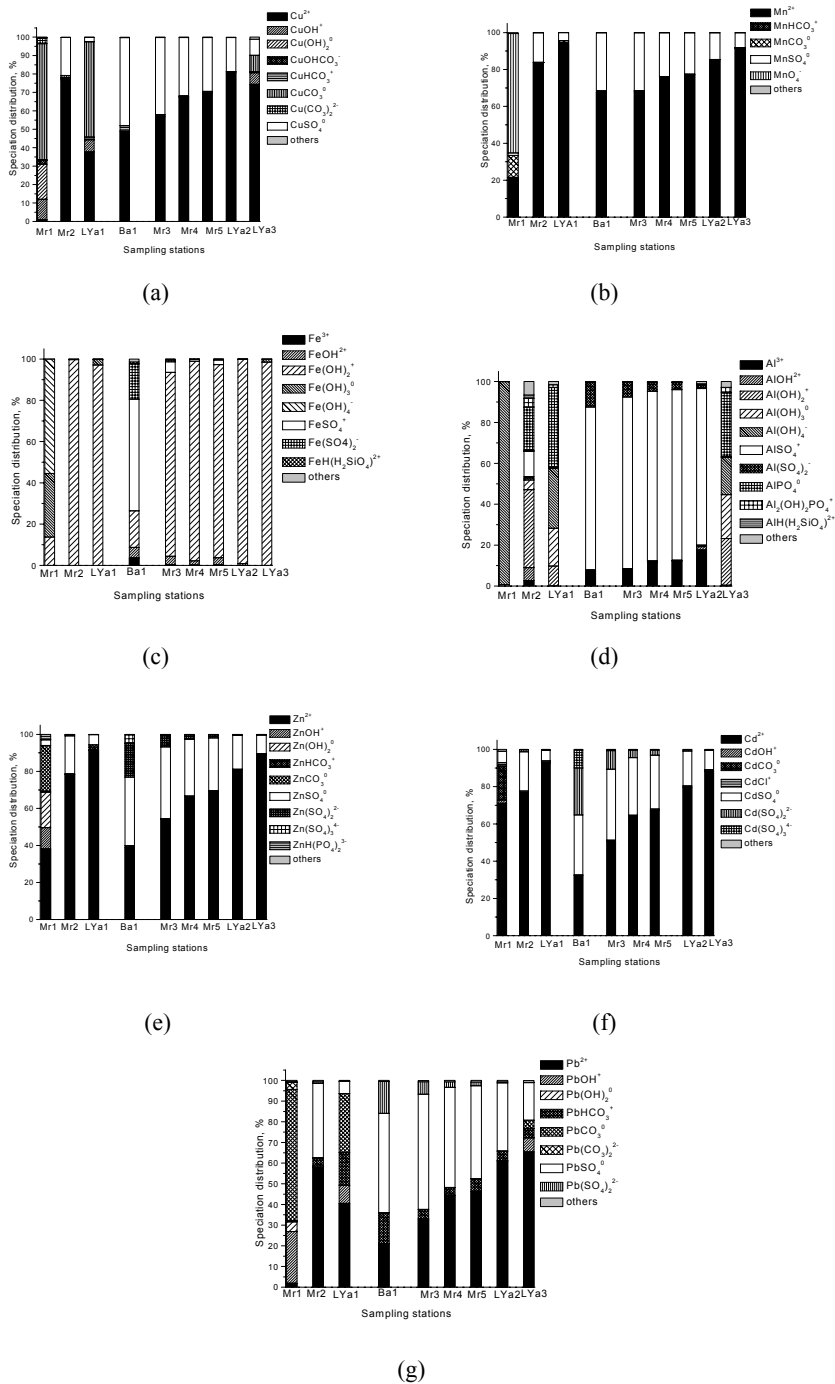 Speciation distribution, %
100
90
80
70
60
50
40
30
20
10
0
Mr1 Mr2 LYa1 Ba1 Mr3 Mr4 Mr5 LYa2 LYa3
Sampling stations
Cu²⁺
CuOH⁺
Cu(OH)₂⁰
CuOHCO₃⁻
CuHCO₃⁺
CuCO₃⁰
Cu(CO₃)₂²⁻
CuSO₄⁰
others
(a)
Speciation distribution, %
100
80
60
40
20
0
Mr1 Mr2 LYA1 Ba1 Mr3 Mr4 Mr5 LYa2 LYa3
Sampling stations
Mn²⁺
MnHCO₃⁺
MnCO₃⁰
MnSO₄⁰
MnO₄⁻
others
(b)
Speciation distribution, %
100
80
60
40
20
0
Mr1 Mr2 LYa1 Ba1 Mr3 Mr4 Mr5 LYa2 LYa3
Sampling stations
Fe³⁺
FeOH²⁺
Fe(OH)₂⁺
Fe(OH)₃⁰
Fe(OH)₄⁻
FeSO₄⁺
Fe(SO4)₂⁻
FeH(H₂SiO₄)²⁺
others
(c)
Speciation distribution, %
100
80
60
40
20
0
Mr1 Mr2 LYa1 Ba1 Mr3 Mr4 Mr5 LYa2 LYa3
Sampling stations
Al³⁺
AlOH²⁺
Al(OH)₂⁺
Al(OH)₃⁰
Al(OH)₄⁻
AlSO₄⁺
Al(SO₄)₂⁻
AlPO₄⁰
Al₂(OH)₂PO₄⁺
AlH(H₂SiO₄)²⁺
others
(d)
Speciation distribution, %
100
80
60
40
20
0
Mr1 Mr2 LYa1 Ba1 Mr3 Mr4 Mr5 LYa2 LYa3
Sampling stations
Zn²⁺
ZnOH⁺
Zn(OH)₂⁰
ZnHCO₃⁺
ZnCO₃⁰
ZnSO₄⁰
Zn(SO₄)₂²⁻
Zn(SO₄)₃⁴⁻
ZnH(PO₄)₂³⁻
others
(e)
Speciation distribution, %
100
80
60
40
20
0
Mr1 Mr2 LYa1 Ba1 Mr3 Mr4 Mr5 LYa2 LYa3
Sampling stations
Cd²⁺
CdOH⁺
CdCO₃⁰
CdCl⁺
CdSO₄⁰
Cd(SO₄)₂²⁻
Cd(SO₄)₃⁴⁻
others
(f)
Speciation distribution, %
100
90
80
70
60
50
40
30
20
10
0
Mr1 Mr2 LYa1 Ba1 Mr3 Mr4 Mr5 LYa2 LYa3
Sampling stations
Pb²⁺
PbOH⁺
Pb(OH)₂⁰
PbHCO₃⁺
PbCO₃⁰
Pb(CO₃)₂²⁻
PbSO₄⁰
Pb(SO₄)₂²⁻
others
(g)